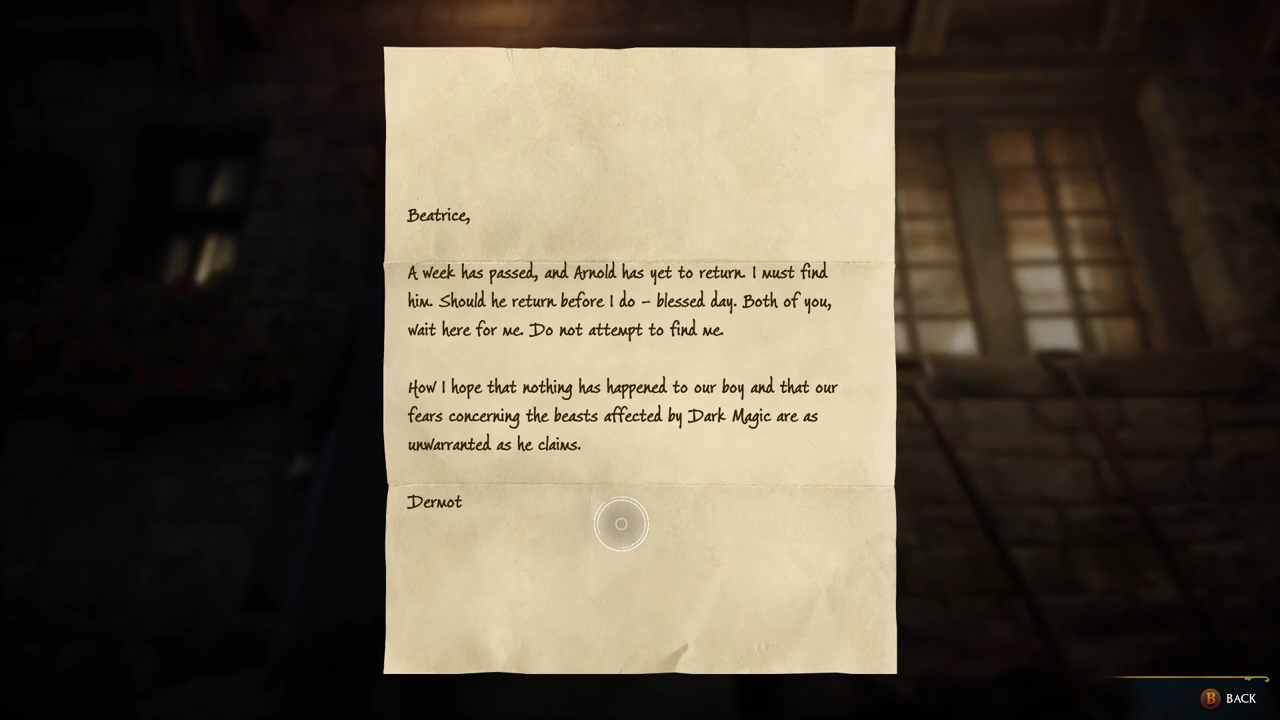 Beatrice,
A week has passed, and Arnold has yet to return. I must find
him. Should he return before I do – blessed day. Both of you,
wait here for me. Do not attempt to find me.
How I hope that nothing has happened to our boy and that our
fears concerning the beasts affected by Dark Magic are as
unwarranted as he claims.
Dermot
B BACK